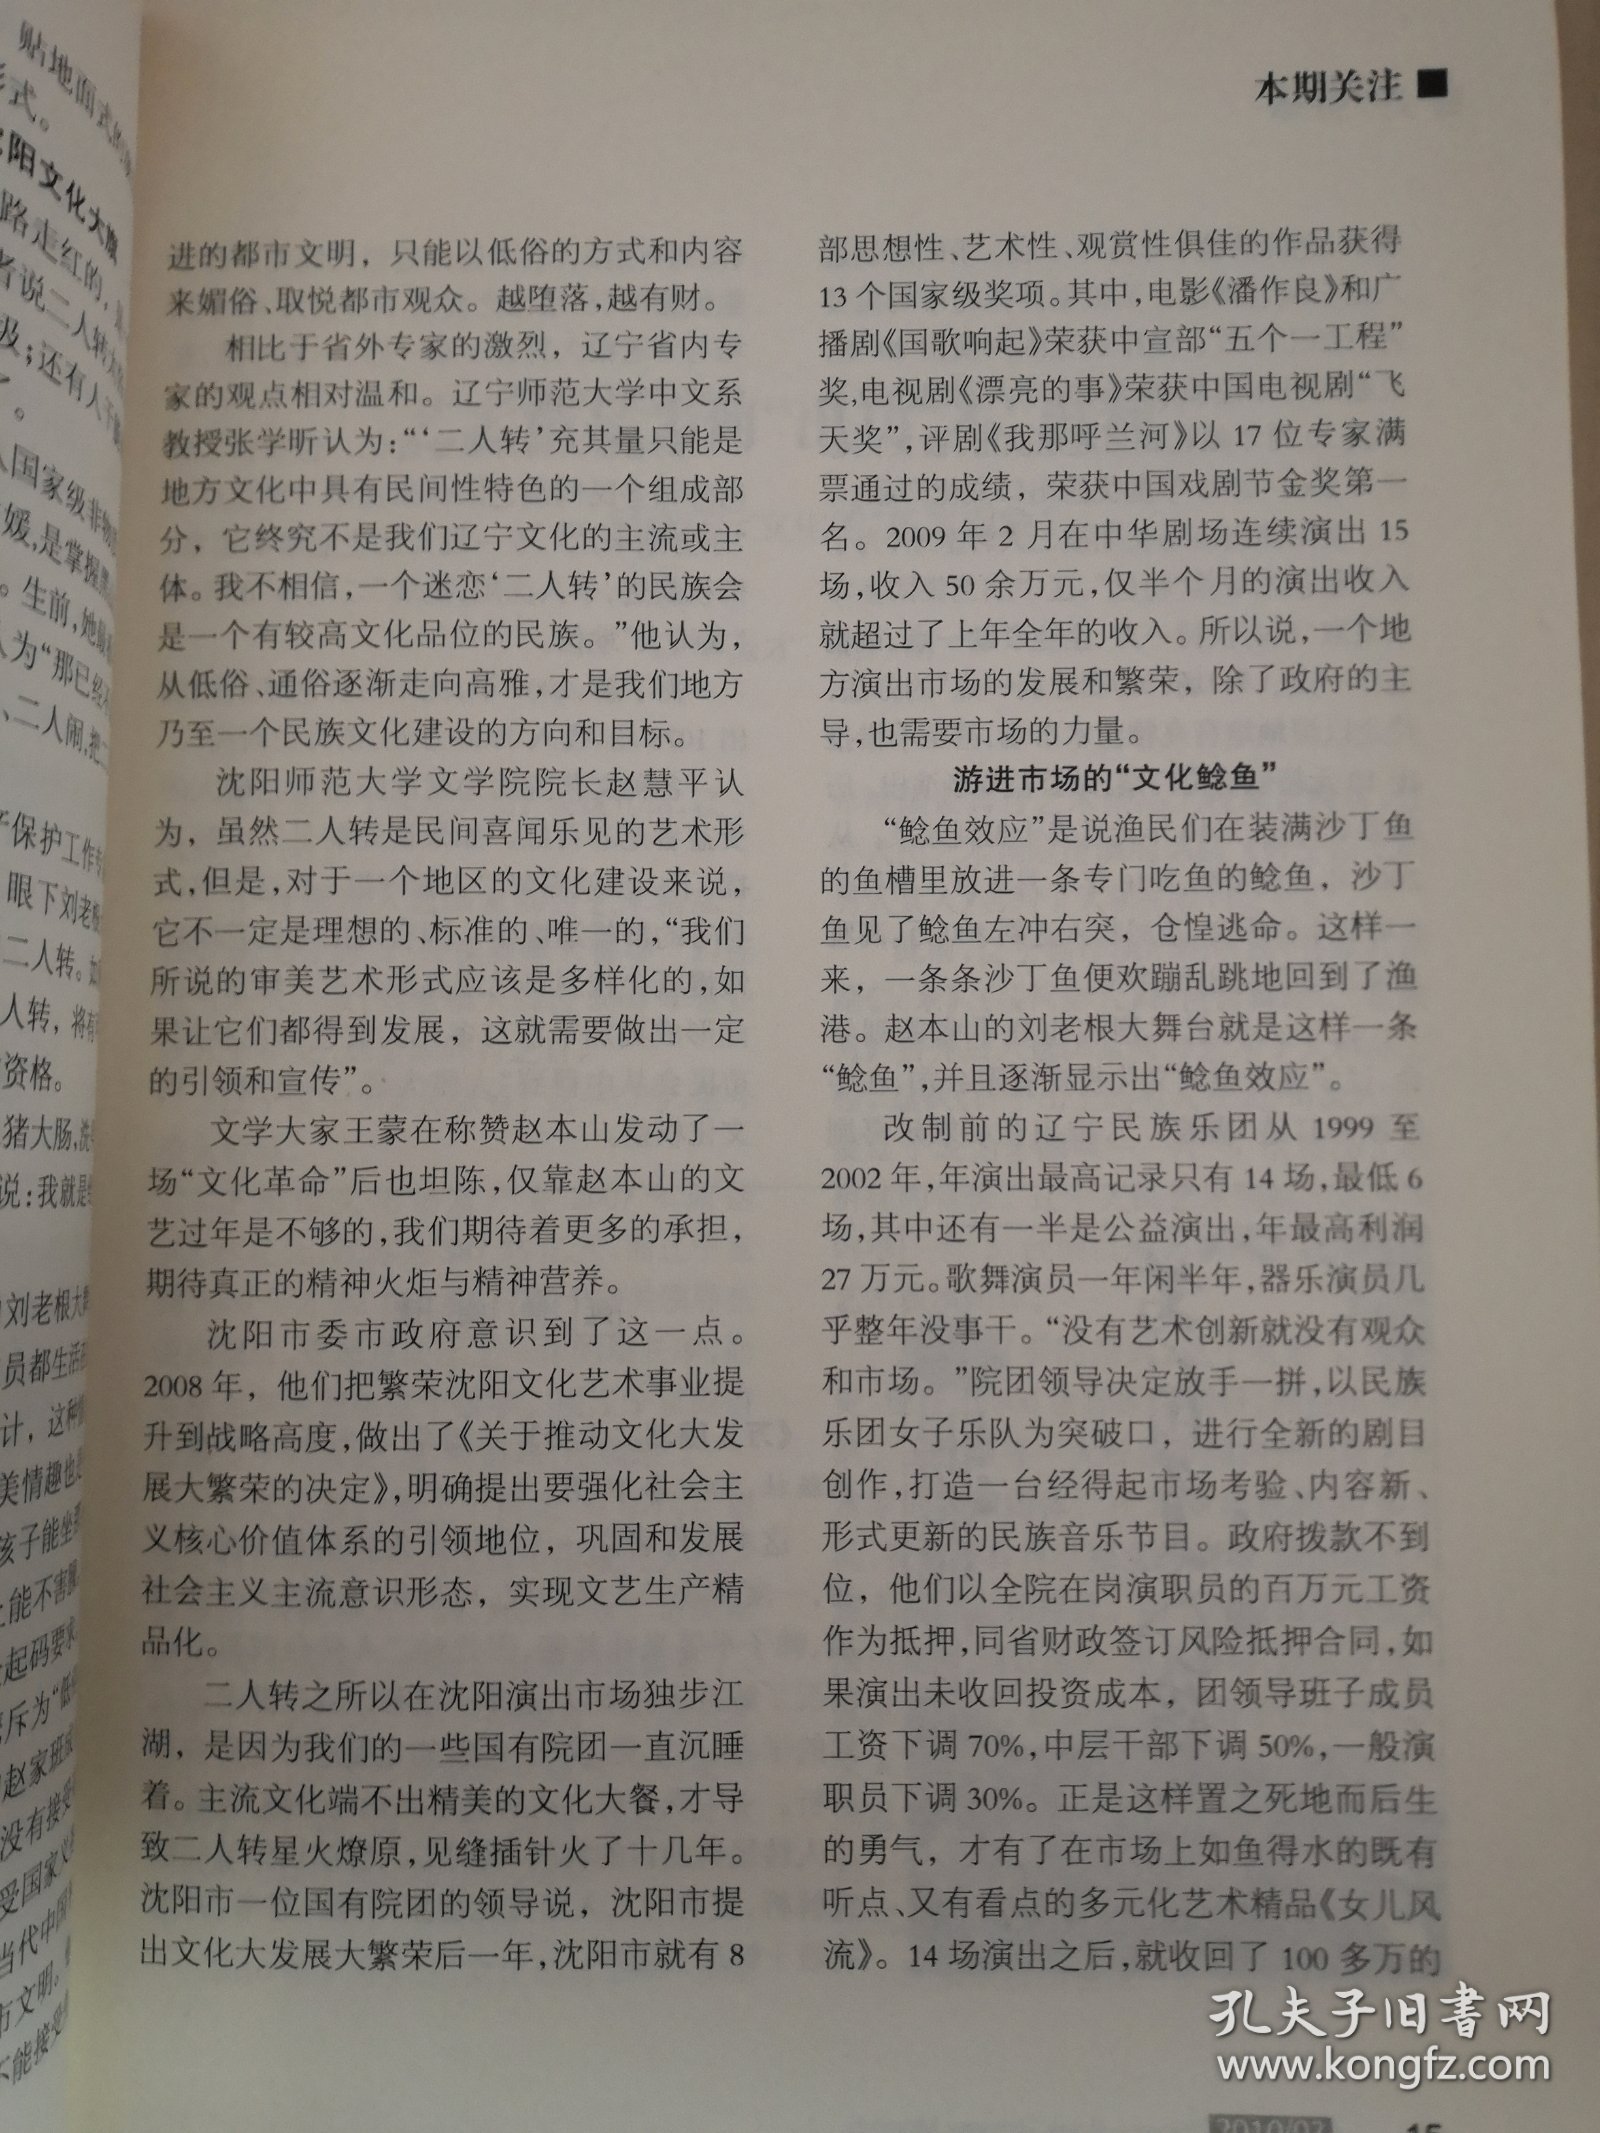 本期关注
进的都市文明，只能以低俗的方式和内容
来媚俗、取悦都市观众。越堕落，越有财。
相比于省外专家的激烈，辽宁省内专
家的观点相对温和。辽宁师范大学中文系
教授张学昕认为：“‘二人转’充其量只能是
地方文化中具有民间性特色的一个组成部
分，它终究不是我们辽宁文化的主流或主
体。我不相信，一个迷恋‘二人转’的民族会
是一个有较高文化品位的民族。”他认为，
从低俗、通俗逐渐走向高雅，才是我们地方
乃至一个民族文化建设的方向和目标。
沈阳师范大学文学院院长赵慧平认
为，虽然二人转是民间喜闻乐见的艺术形
式，但是，对于一个地区的文化建设来说，
它不一定是理想的、标准的、唯一的，“我们
所说的审美艺术形式应该是多样化的，如
果让它们都得到发展，这就需要做出一定
的引领和宣传”。
文学大家王蒙在称赞赵本山发动了一
场“文化革命”后也坦陈，仅靠赵本山的文
艺过年是不够的，我们期待着更多的承担，
期待真正的精神火炬与精神营养。
沈阳市委市政府意识到了这一点。
2008年，他们把繁荣沈阳文化艺术事业提
升到战略高度，做出了《关于推动文化大发
展大繁荣的决定》，明确提出要强化社会主
义核心价值体系的引领地位，巩固和发展
社会主义主流意识形态，实现文艺生产精
品化。
二人转之所以在沈阳演出市场独步江
湖，是因为我们的一些国有院团一直沉睡
着。主流文化端不出精美的文化大餐，才导
致二人转星火燎原，见缝插针火了十几年。
沈阳市一位国有院团的领导说，沈阳市提
出文化大发展大繁荣后一年，沈阳市就有8
部思想性、艺术性、观赏性俱佳的作品获得
13个国家级奖项。其中，电影《潘作良》和广
播剧《国歌响起》荣获中宣部“五个一工程”
奖，电视剧《漂亮的事》荣获中国电视剧“飞
天奖”，评剧《我那呼兰河》以17位专家满
票通过的成绩，荣获中国戏剧节金奖第一
名。2009年2月在中华剧场连续演出15
场，收入50余万元，仅半个月的演出收入
就超过了上年全年的收入。所以说，一个地
方演出市场的发展和繁荣，除了政府的主
导，也需要市场的力量。
游进市场的“文化鲶鱼”
“鲶鱼效应”是说渔民们在装满沙丁鱼
的鱼槽里放进一条专门吃鱼的鲶鱼，沙丁
鱼见了鲶鱼左冲右突，仓惶逃命。这样一
来，一条条沙丁鱼便欢蹦乱跳地回到了渔
港。赵本山的刘老根大舞台就是这样一条
“鲶鱼”，并且逐渐显示出“鲶鱼效应”。
改制前的辽宁民族乐团从1999至
2002年，年演出最高记录只有14场，最低6
场，其中还有一半是公益演出，年最高利润
27万元。歌舞演员一年闲半年，器乐演员几
乎整年没事干。“没有艺术创新就没有观众
和市场。”院团领导决定放手一拼，以民族
乐团女子乐队为突破口，进行全新的剧目
创作，打造一台经得起市场考验、内容新、
形式更新的民族音乐节目。政府拨款不到
位，他们以全院在岗演职员的百万元工资
作为抵押，同省财政签订风险抵押合同，如
果演出未收回投资成本，团领导班子成员
工资下调70%，中层干部下调50%，一般演
职员下调30%。正是这样置之死地而后生
的勇气，才有了在市场上如鱼得水的既有
听点、又有看点的多元化艺术精品《女儿风
流》。14场演出之后，就收回了100多万的
孔夫子旧书网
www.kongfz.com